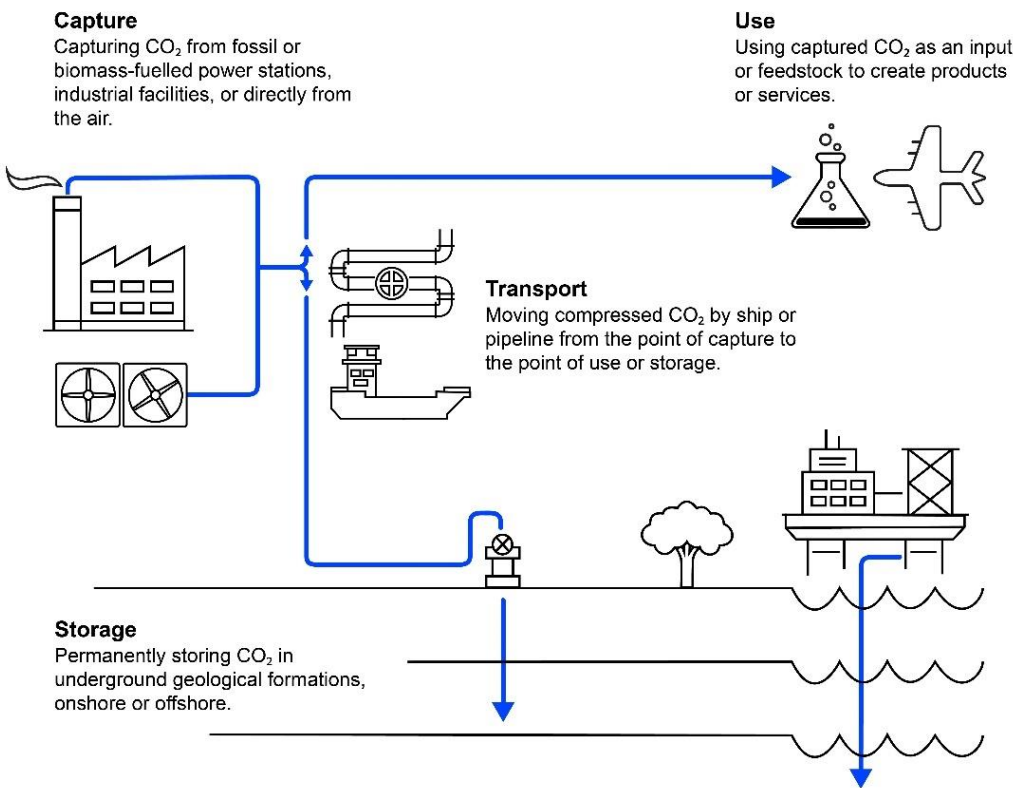 Capture
Capturing CO₂ from fossil or
biomass-fuelled power stations,
industrial facilities, or directly from
the air.
Use
Using captured CO₂ as an input
or feedstock to create products
or services.
Transport
Moving compressed CO₂ by ship or
pipeline from the point of capture to
the point of use or storage.
Storage
Permanently storing CO₂ in
underground geological formations,
onshore or offshore.